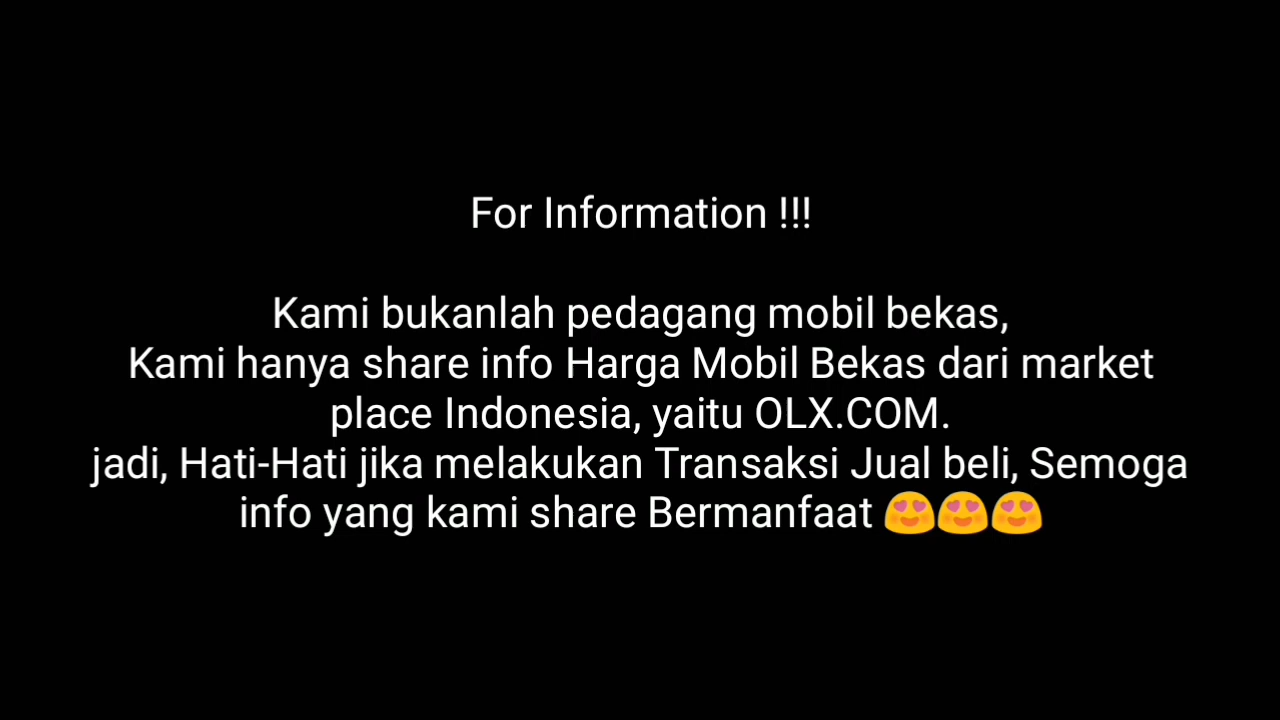 For Information !!!
Kami bukanlah pedagang mobil bekas,
Kami hanya share info Harga Mobil Bekas dari market
place Indonesia, yaitu OLX.COM.
jadi, Hati-Hati jika melakukan Transaksi Jual beli, Semoga
info yang kami share Bermanfaat 😍😍😍